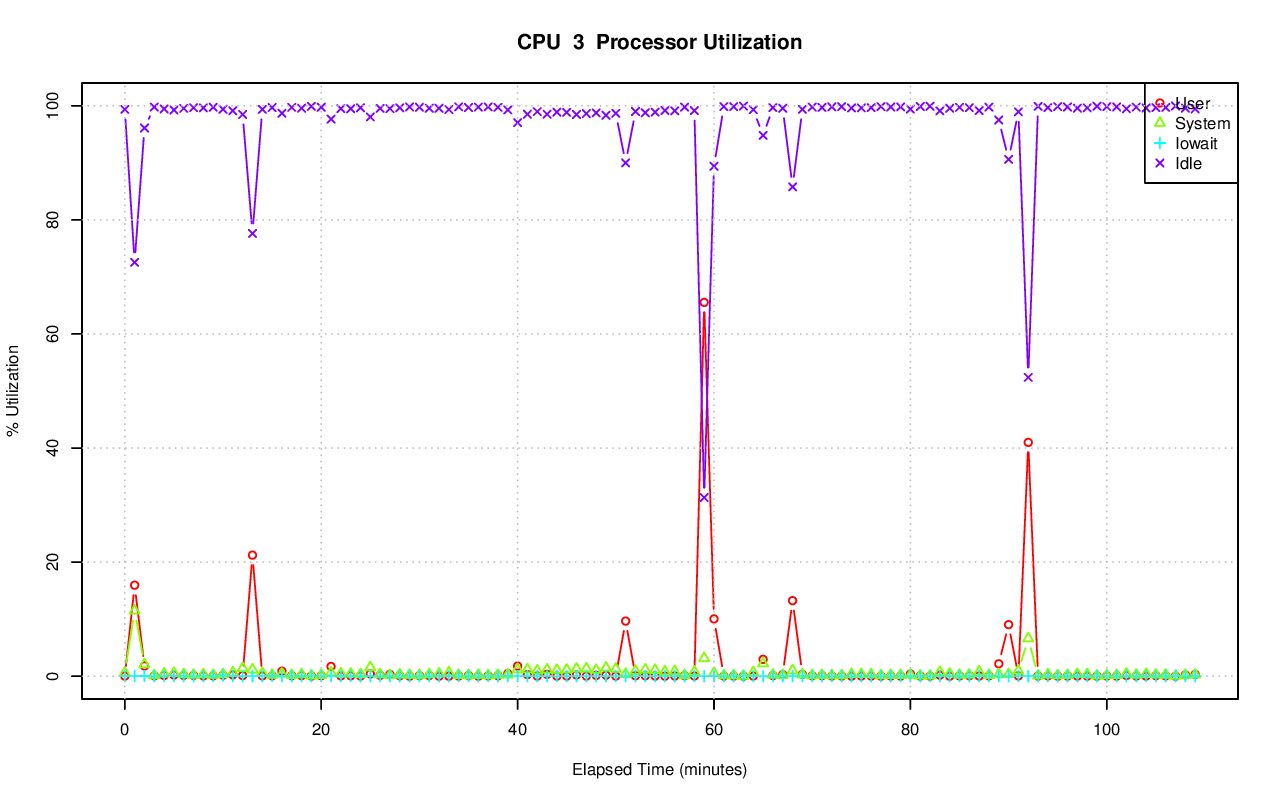 CPU  3  Processor Utilization
% Utilization
100
80
60
40
20
0
User
System
Iowait
Idle
0 20 40 60 80 100
Elapsed Time (minutes)